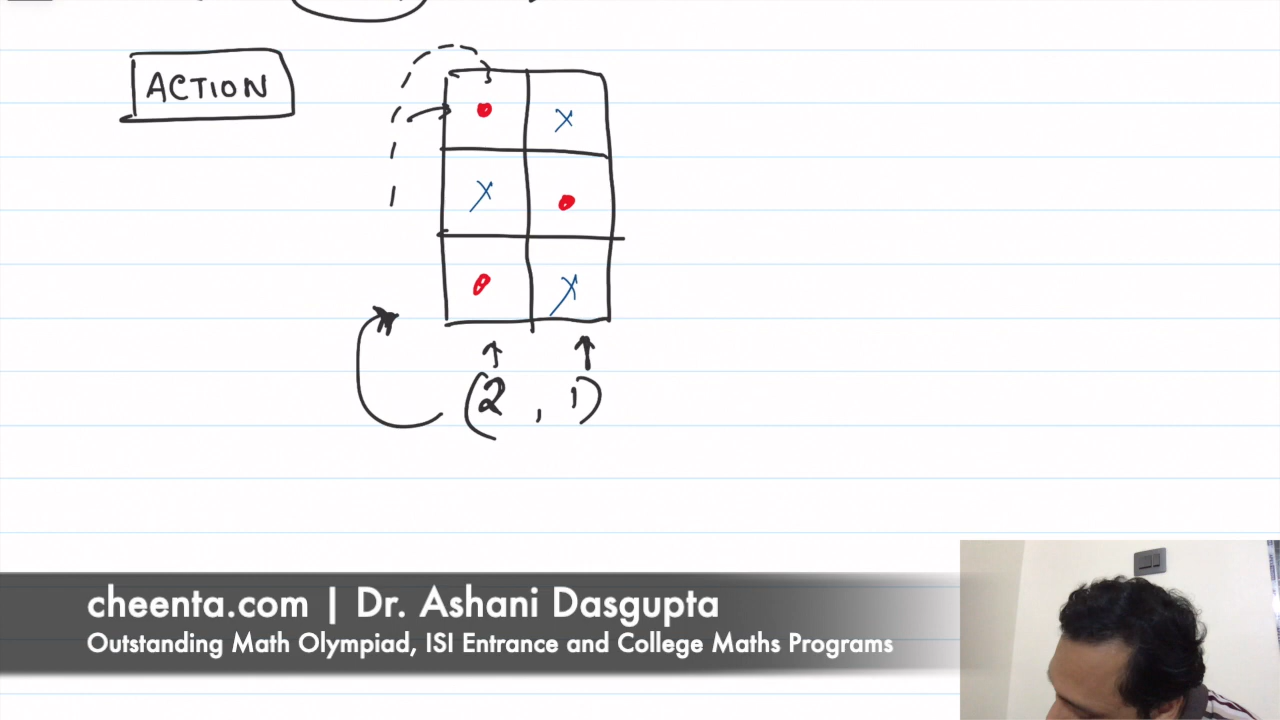 ACTION
x
x
x
(2, 1)
cheenta.com | Dr. Ashani Dasgupta
Outstanding Math Olympiad, ISI Entrance and College Maths Programs